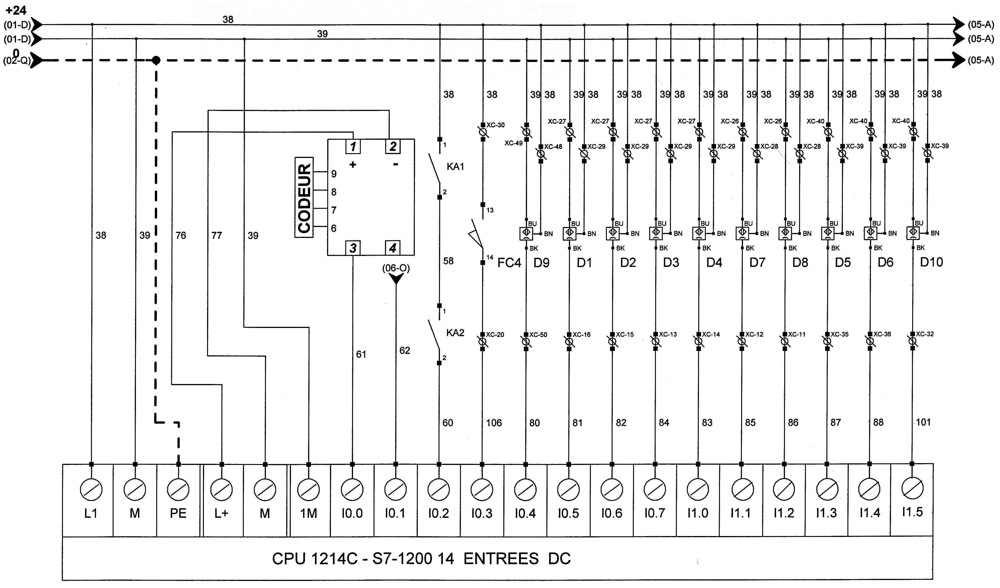 +24
(01-D) 38 (05-A)
(01-D) 39 (05-A)
0
(02-Q) (05-A)
38 38 39 38 39 38 39 38 39 38 39 38 39 38 39 38 39 38 39 38 39 38
XC-30 XC-27 XC-27 XC-27 XC-27 XC-26 XC-26 XC-40 XC-40 XC-40
XC-49 XC-48 XC-29 XC-29 XC-29 XC-29 XC-28 XC-28 XC-39 XC-39 XC-39
1 2 1
+ -
KA1
CODEUR
9
8
7
6
2
13
BU BU BU BU BU BU BU BU BU BU
BN BN BN BN BN BN BN BN BN BN
38 39 76 77 39
3 4
BK BK BK BK BK BK BK BK BK BK
14
58 FC4 D9 D1 D2 D3 D4 D7 D8 D5 D6 D10
(06-O)
1
KA2
XC-20 XC-50 XC-16 XC-15 XC-13 XC-14 XC-12 XC-11 XC-35 XC-36 XC-32
61 62
2
60 106 80 81 82 84 83 85 86 87 88 101
L1 M PE L+ M 1M I0.0 I0.1 I0.2 I0.3 I0.4 I0.5 I0.6 I0.7 I1.0 I1.1 I1.2 I1.3 I1.4 I1.5
CPU 1214C - S7-1200 14 ENTREES DC